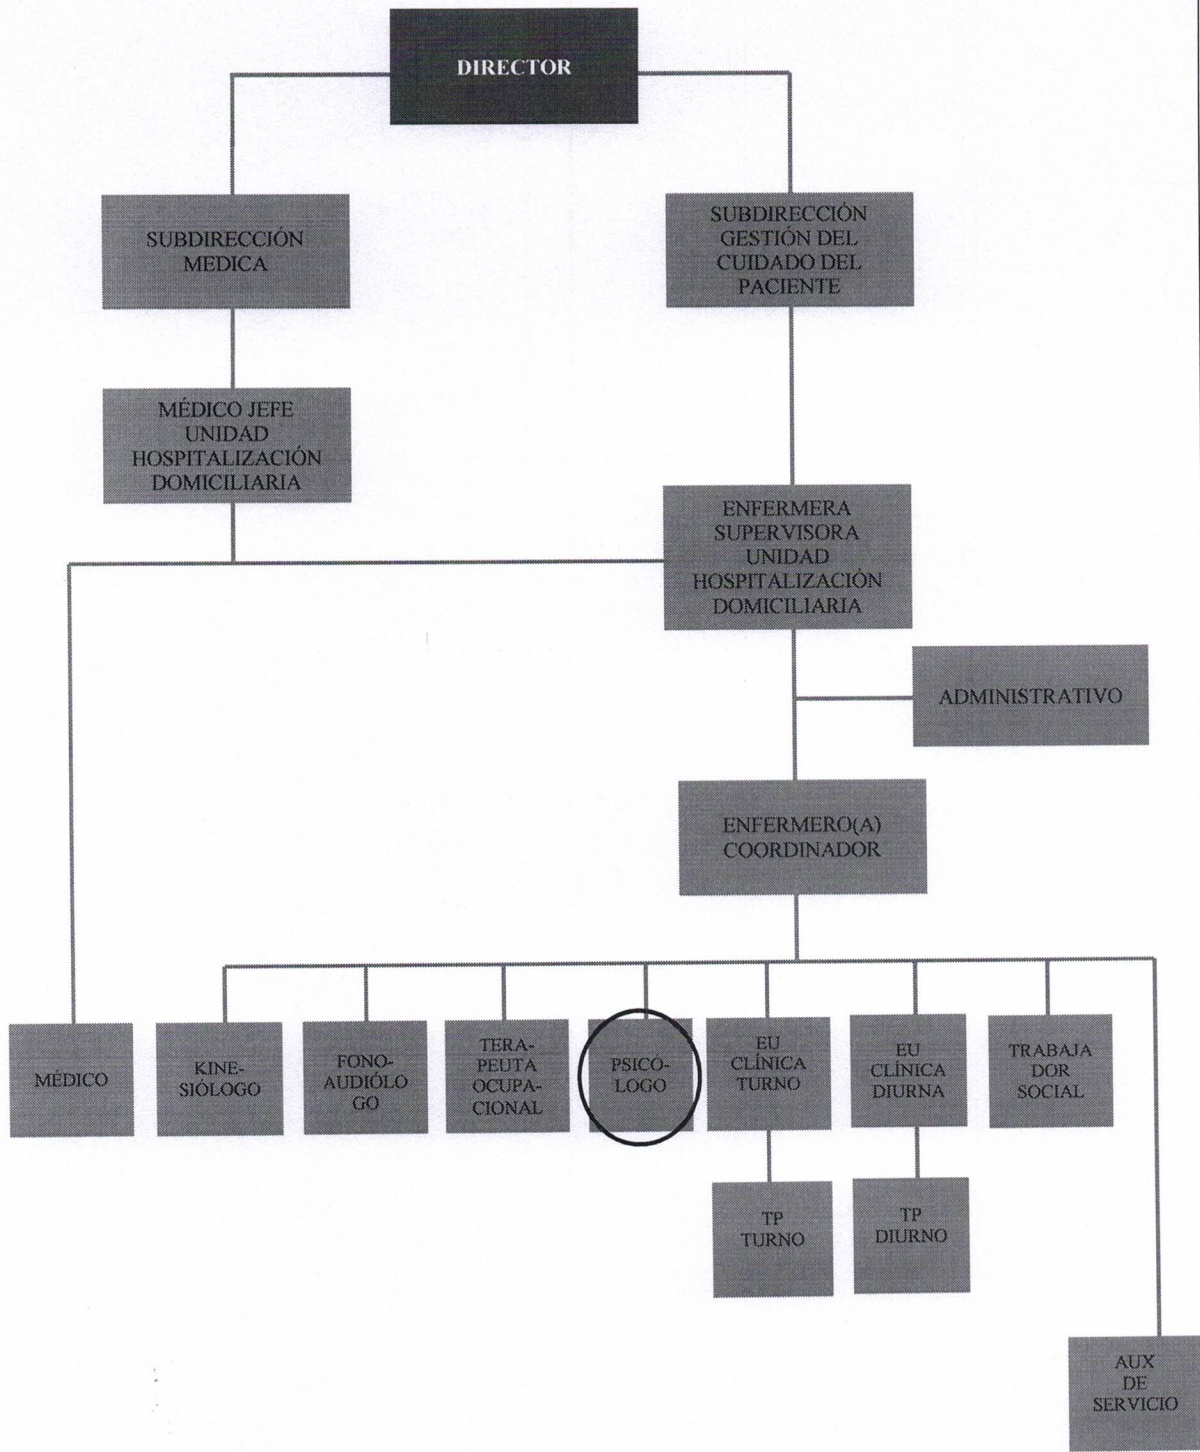 DIRECTOR
SUBDIRECCIÓN
MEDICA
SUBDIRECCIÓN
GESTIÓN DEL
CUIDADO DEL
PACIENTE
MÉDICO JEFE
UNIDAD
HOSPITALIZACIÓN
DOMICILIARIA
ENFERMERA
SUPERVISORA
UNIDAD
HOSPITALIZACIÓN
DOMICILIARIA
ADMINISTRATIVO
ENFERMERO(A)
COORDINADOR
MÉDICO
KINE-
SIÓLOGO
FONO-
AUDIÓLO
GO
TERA-
PEUTA
OCUPA-
CIONAL
PSICÓ-
LOGO
EU
CLÍNICA
TURNO
EU
CLÍNICA
DIURNA
TRABAJA
DOR
SOCIAL
TP
TURNO
TP
DIURNO
AUX
DE
SERVICIO